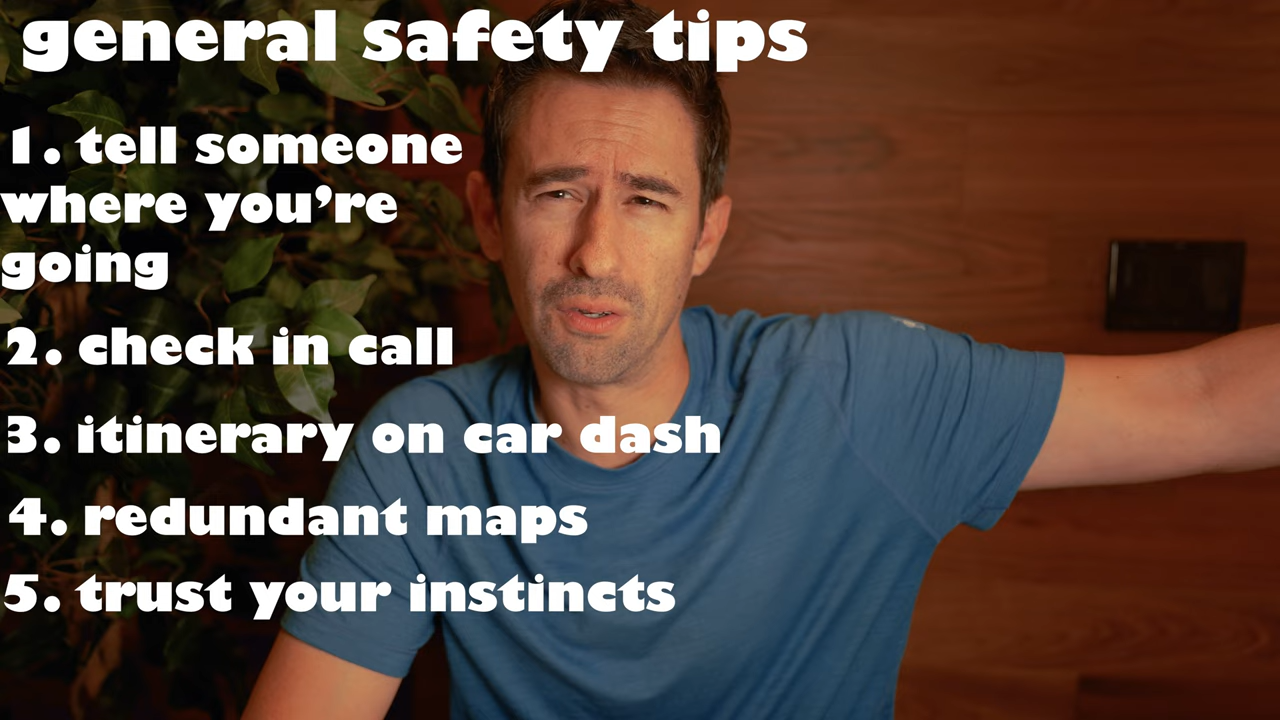 general safety tips
1. tell someone
where you're
going
2. check in call
3. itinerary on car dash
4. redundant maps
5. trust your instincts